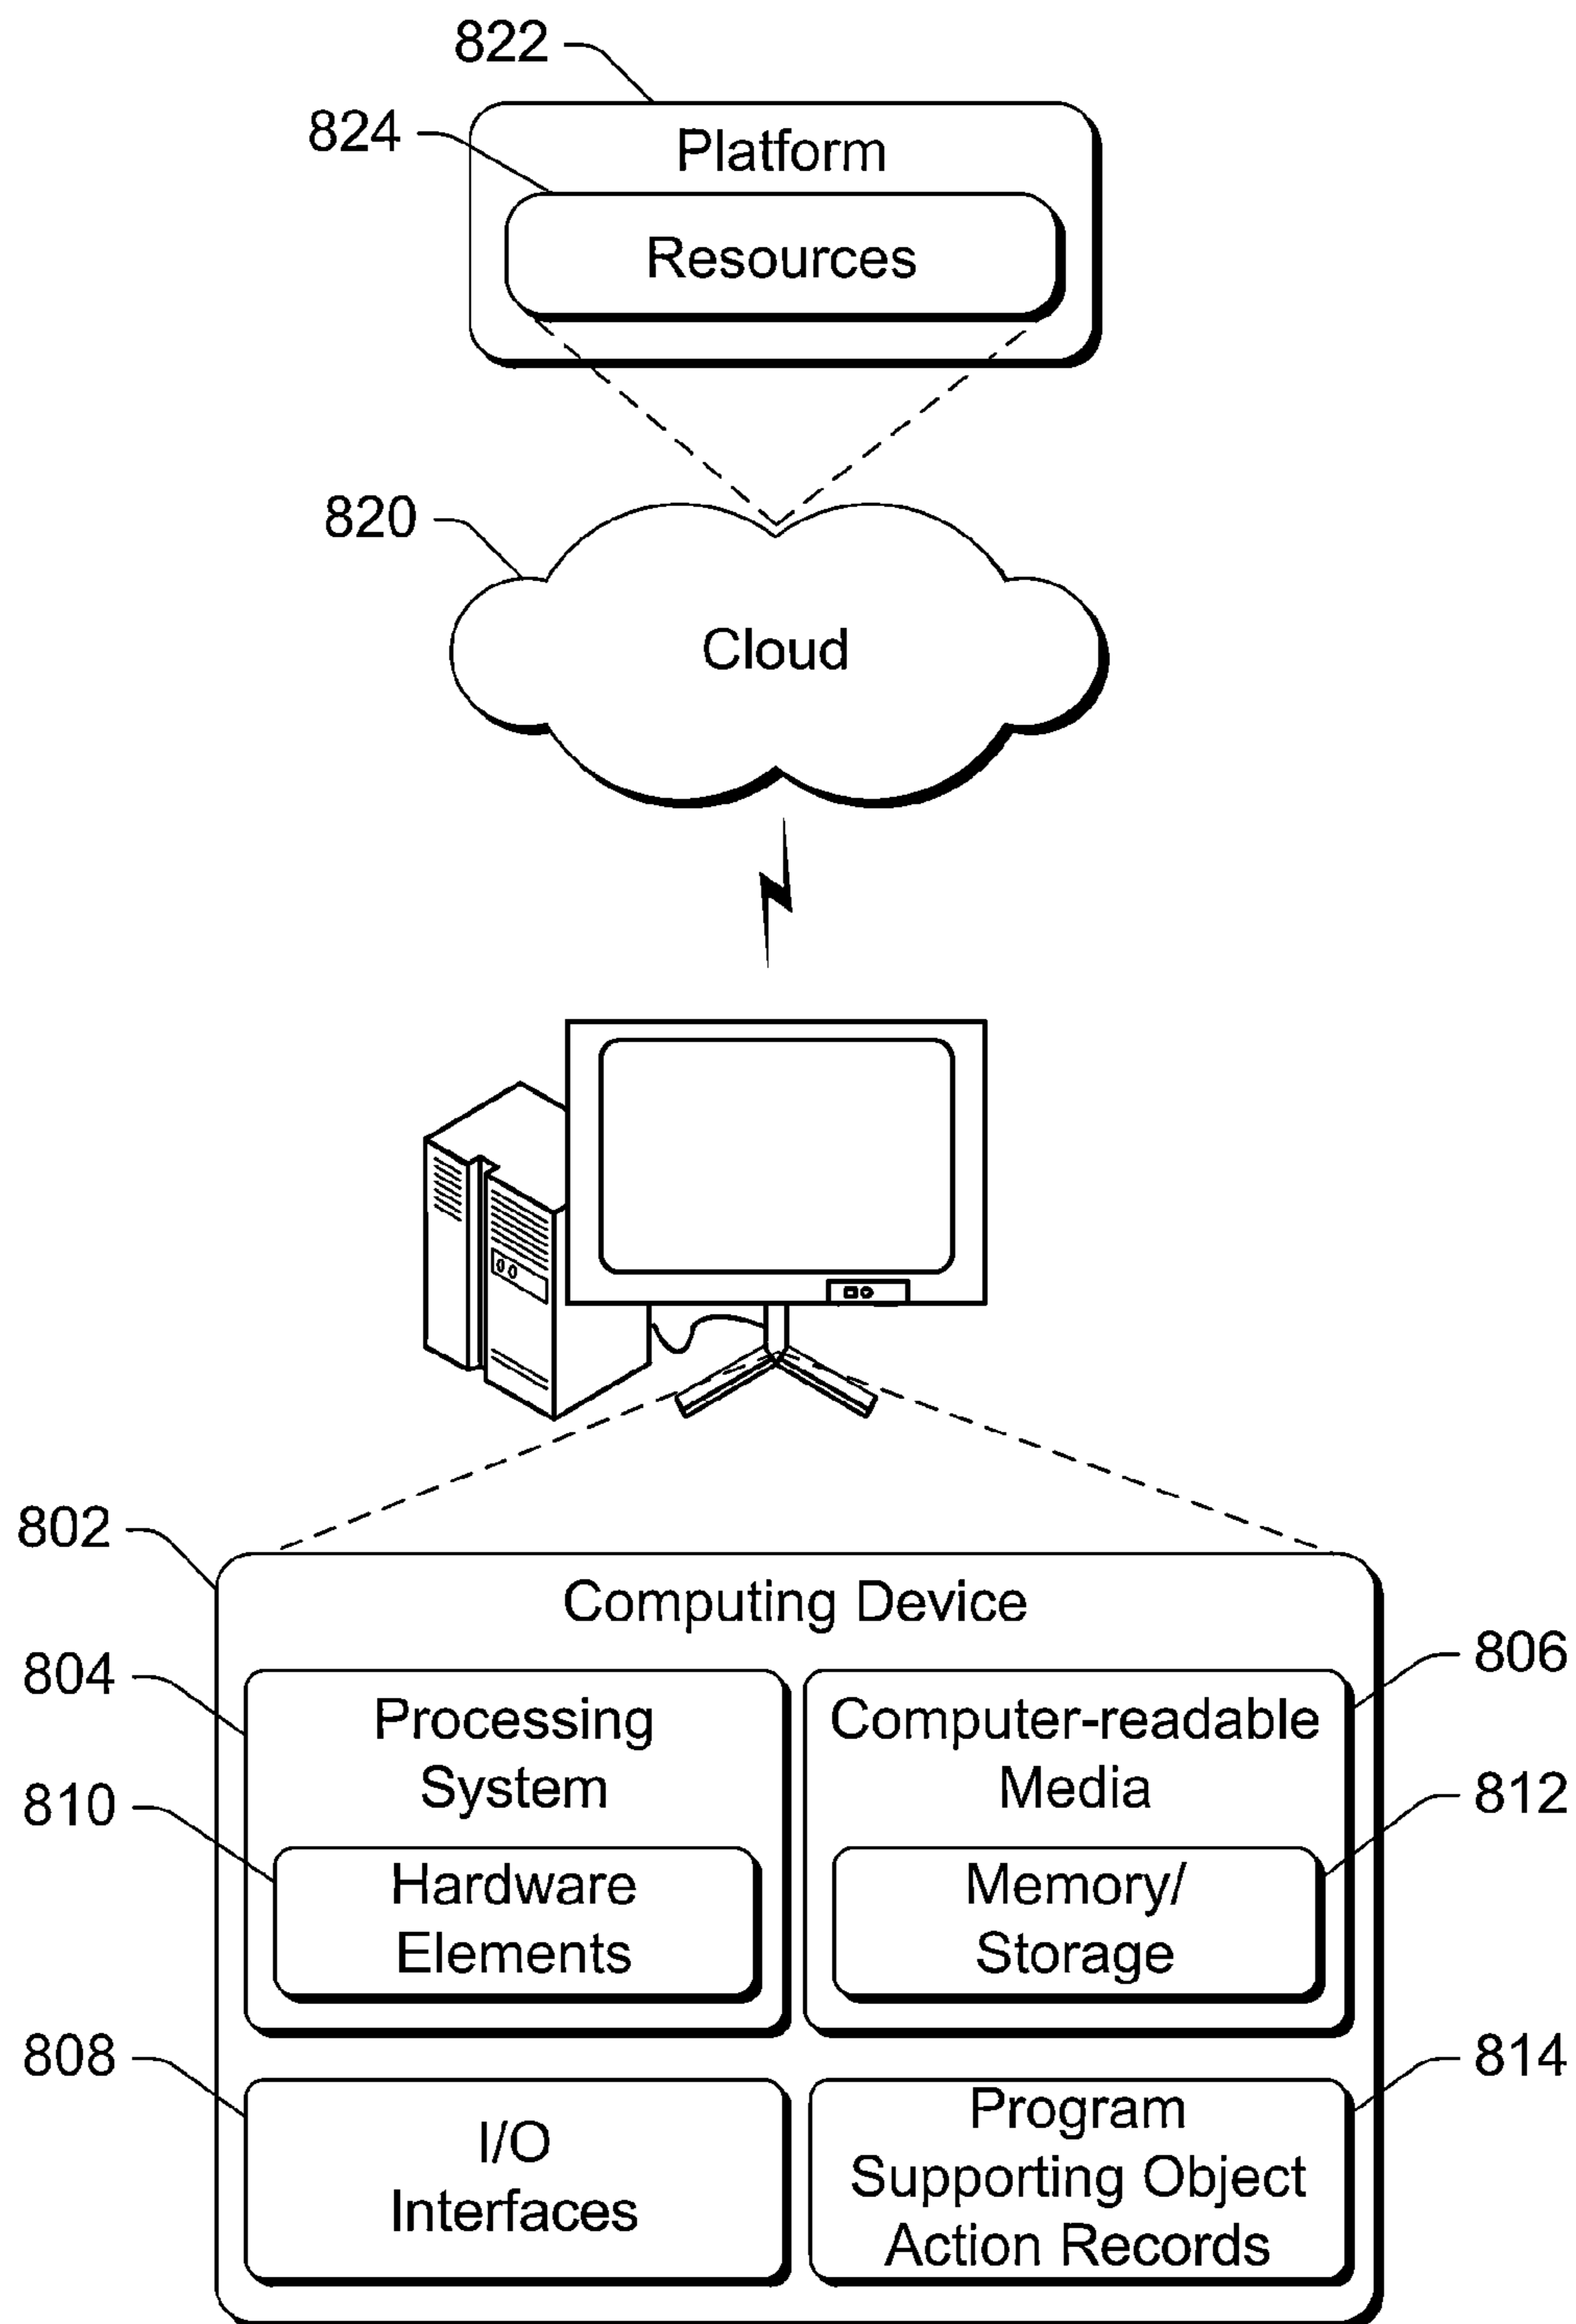 822
824
Platform
Resources
820
Cloud
802
Computing Device
804
806
Processing
System
Computer-readable
Media
810
812
Hardware
Elements
Memory/
Storage
808
814
I/O
Interfaces
Program
Supporting Object
Action Records